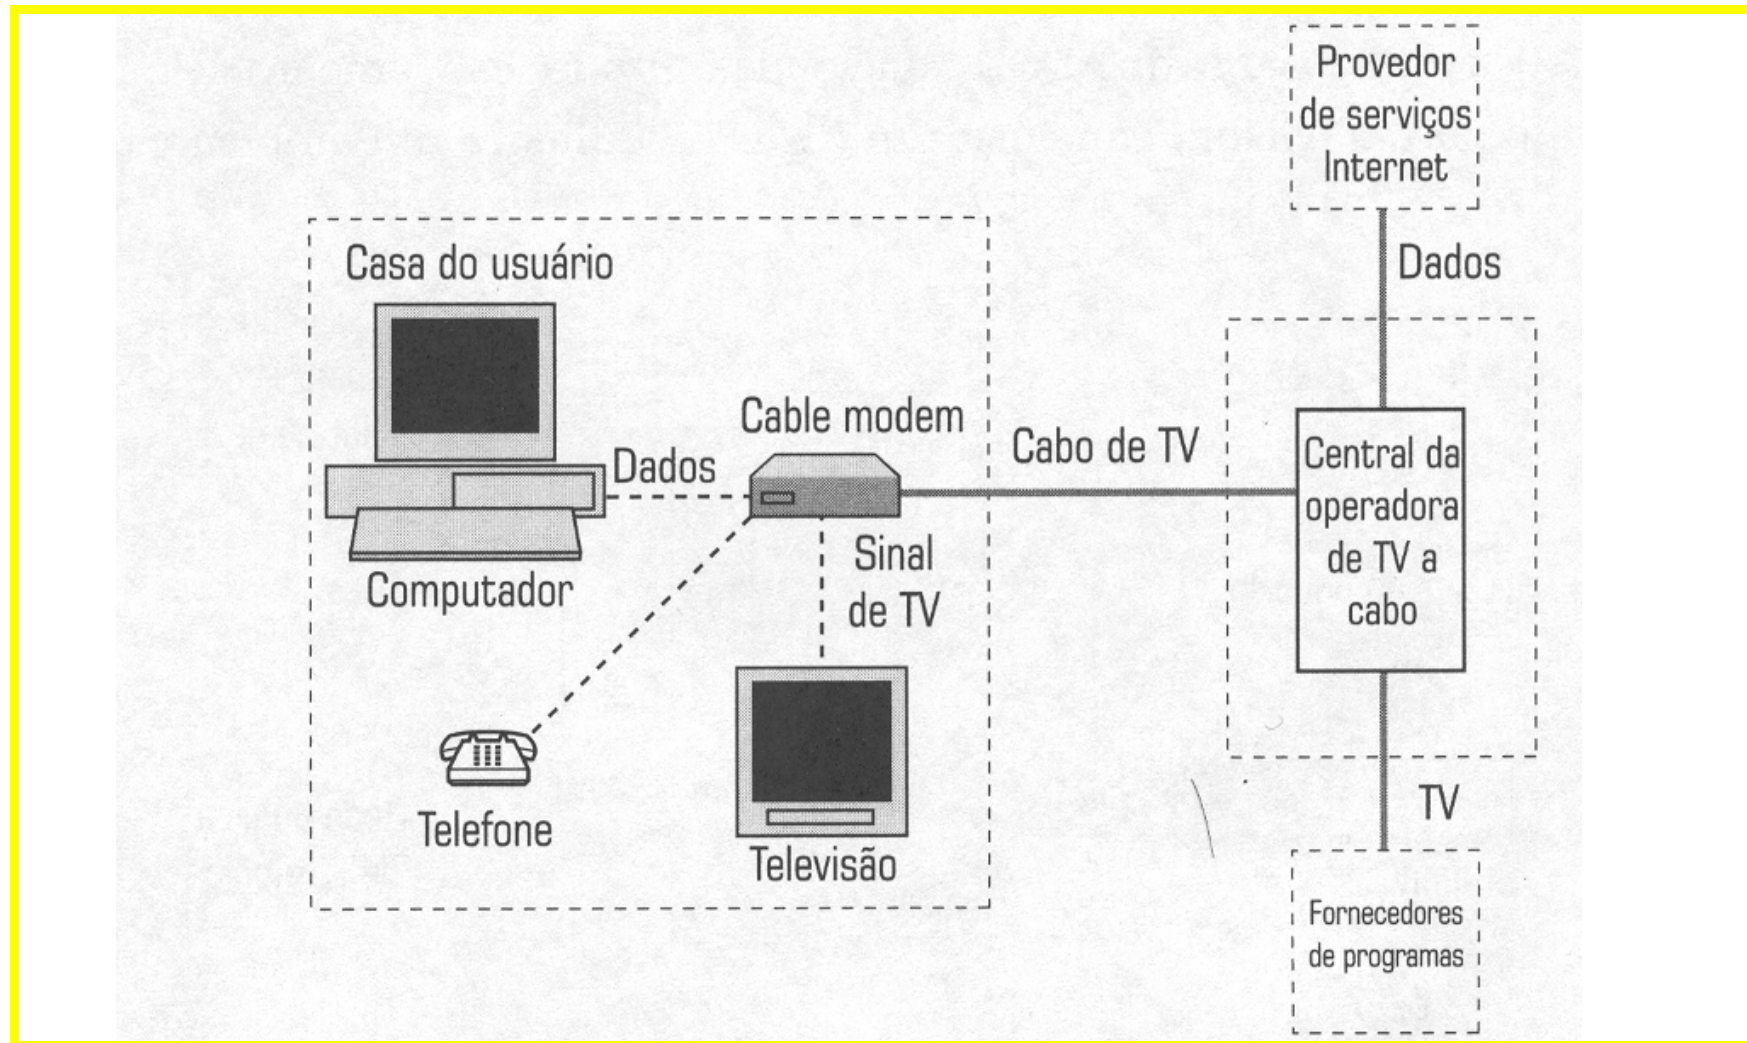 Provedor
de serviços
Internet
Dados
Casa do usuário
Cable modem
Dados
Cabo de TV
Central da
operadora
de TV a
cabo
Sinal
de TV
Computador
Telefone
Televisão
TV
Fornecedores
de programas